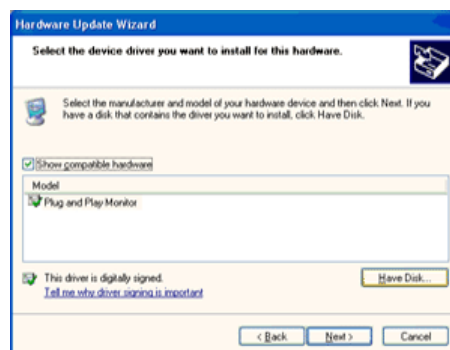 Hardware Update Wizard
Select the device driver you want to install for this hardware.
Select the manufacturer and model of your hardware device and then click Next. If you
have a disk that contains the driver you want to install, click Have Disk.
Show compatible hardware
Model
Plug and Play Monitor
This driver is digitally signed.
Have Disk...
Tell me why driver signing is important
< Back
Next >
Cancel